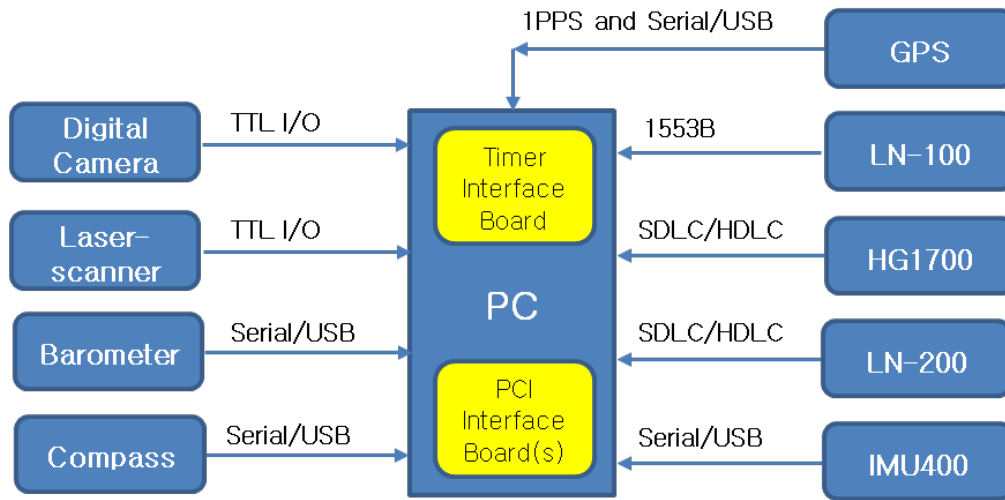 1PPS and Serial/USB
GPS
Digital
Camera
TTL I/O
Timer
Interface
Board
1553B
LN-100
Laser-
scanner
TTL I/O
SDLC/HDLC
HG1700
PC
Barometer
Serial/USB
SDLC/HDLC
LN-200
PCI
Interface
Board(s)
Compass
Serial/USB
Serial/USB
IMU400